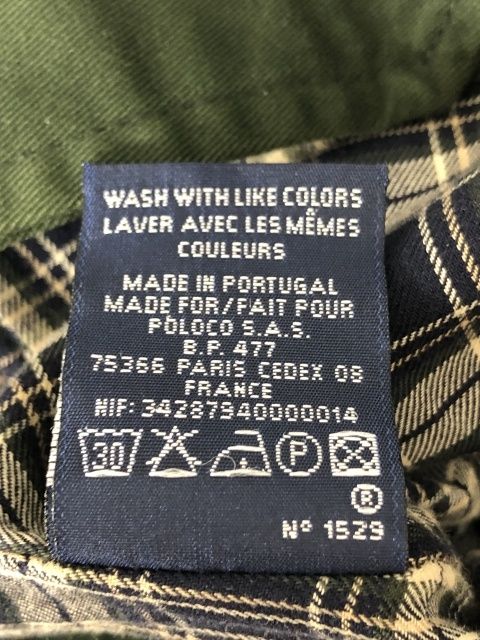 WASH WITH LIKE COLORS
LAVER AVEC LES MÊMES
COULEURS
MADE IN PORTUGAL
MADE FOR/FAIT POUR
POLOCO S.A.S.
B.P. 477
75366 PARIS CEDEX 08
FRANCE
NIF: 34287940000014
30 P
®
Nº 1529